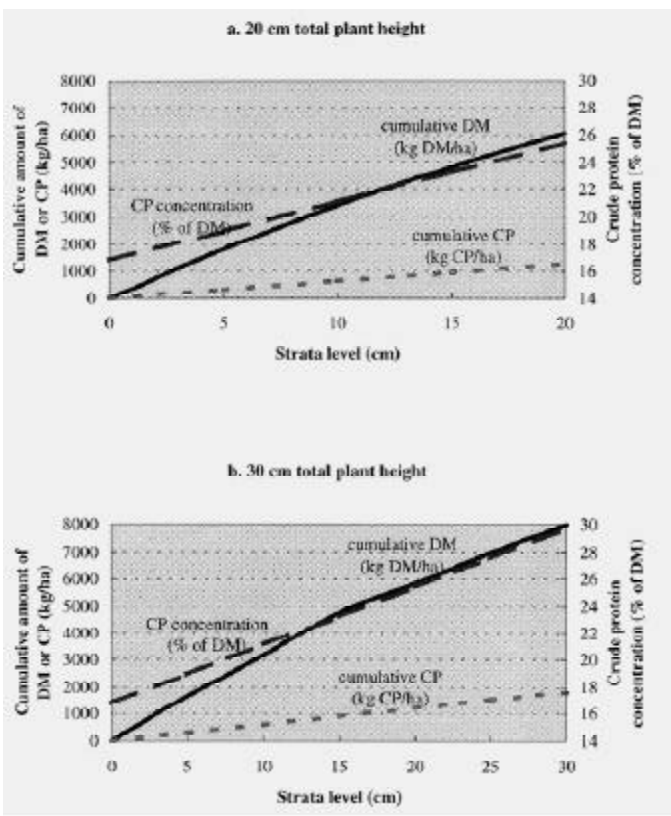 a. 20 cm total plant height
Cumulative amount of
DM or CP (kg/ha)
8000
7000
6000
5000
4000
3000
2000
1000
0
cumulative DM
(kg DM/ha)
CP concentration
(% of DM)
cumulative CP
(kg CP/ha)
30
28
26
24
22
20
18
16
14
Crude protein
concentration (% of DM)
0 5 10 15 20
Strata level (cm)
b. 30 cm total plant height
Cumulative amount of
DM or CP (kg/ha)
8000
7000
6000
5000
4000
3000
2000
1000
0
cumulative DM
(kg DM/ha)
CP concentration
(% of DM)
cumulative CP
(kg CP/ha)
30
28
26
24
22
20
18
16
14
Crude protein
concentration (% of DM)
0 5 10 15 20 25 30
Strata level (cm)